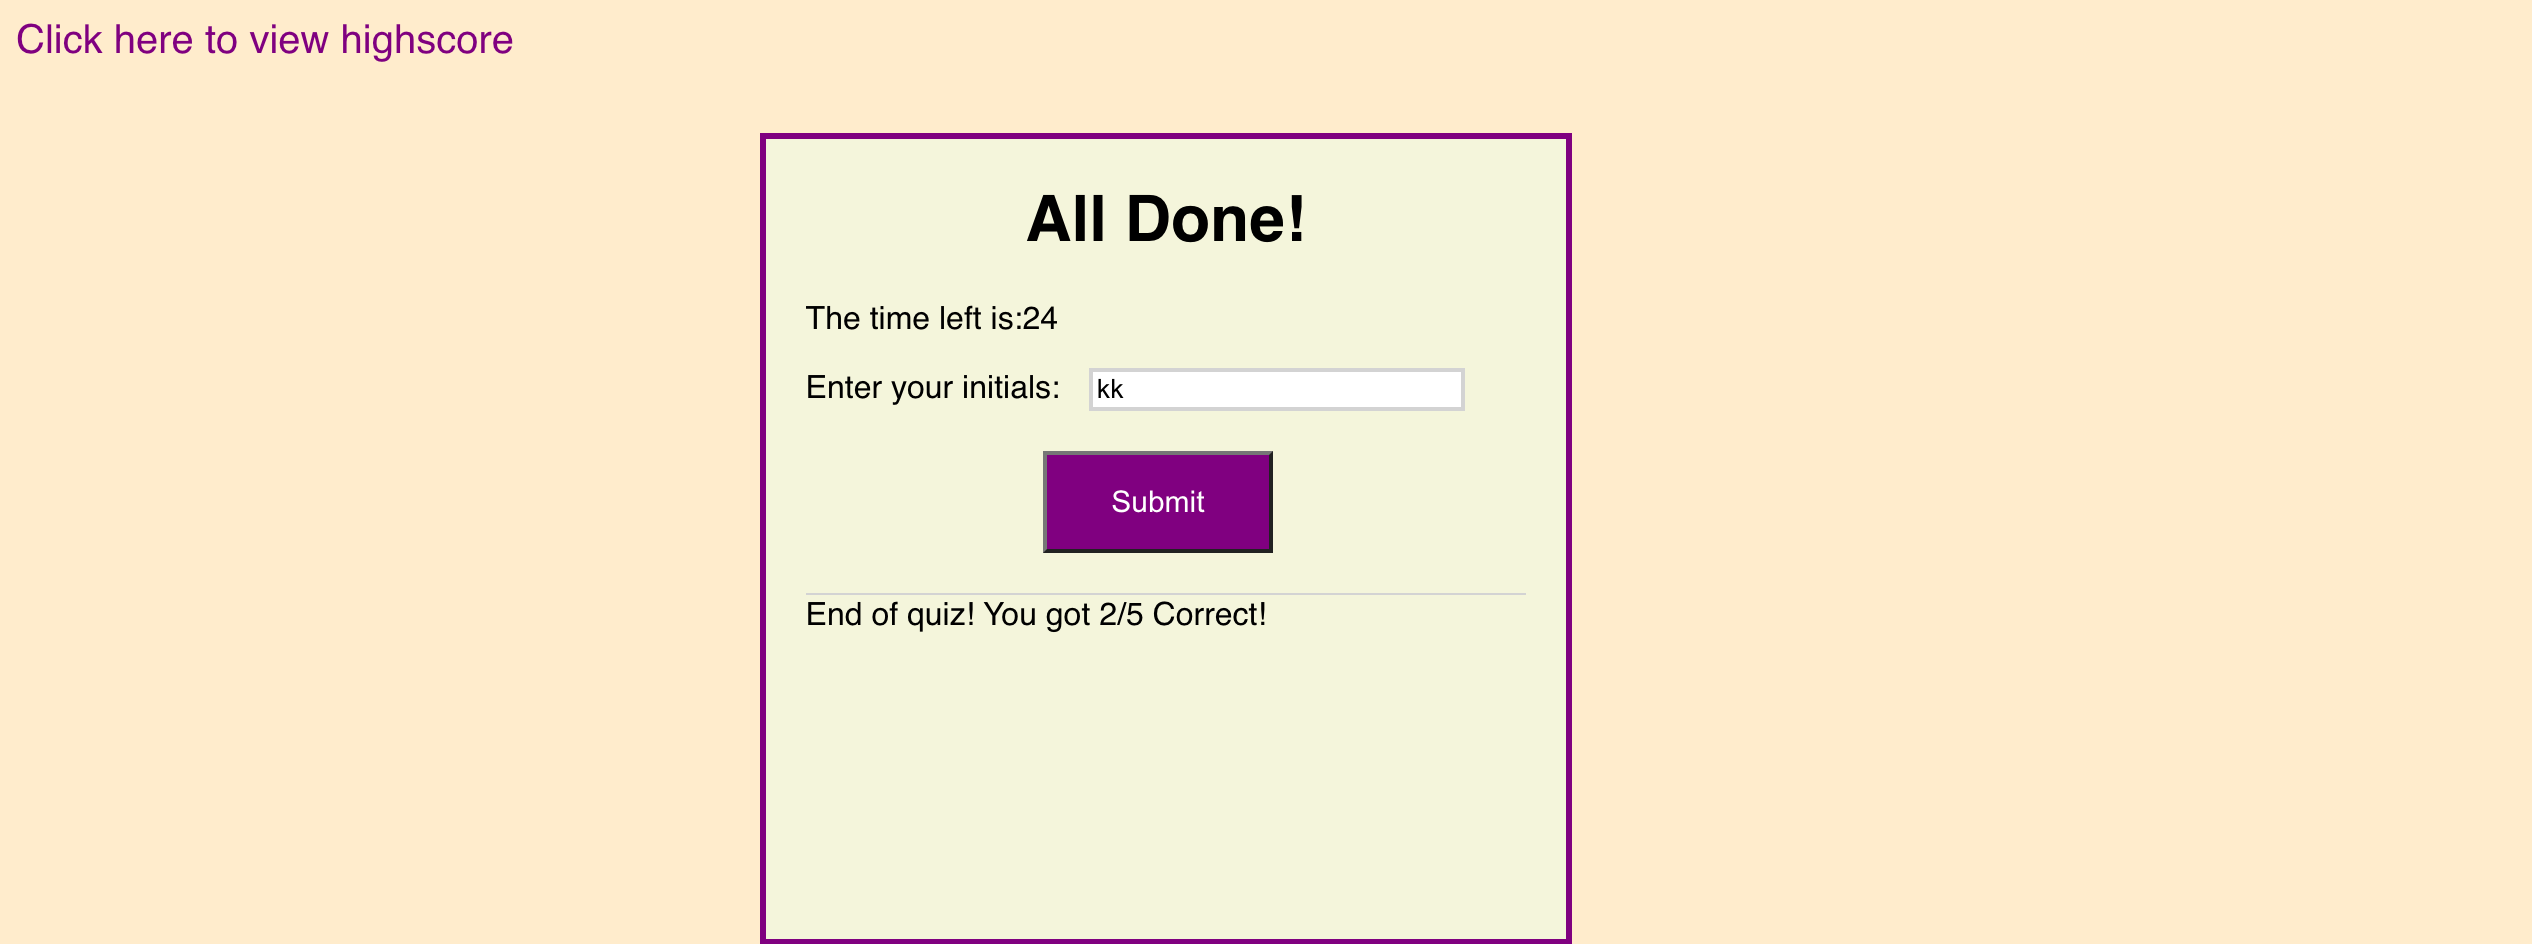 Click here to view highscore
All Done!
The time left is:24
Enter your initials: kk
Submit
End of quiz! You got 2/5 Correct!